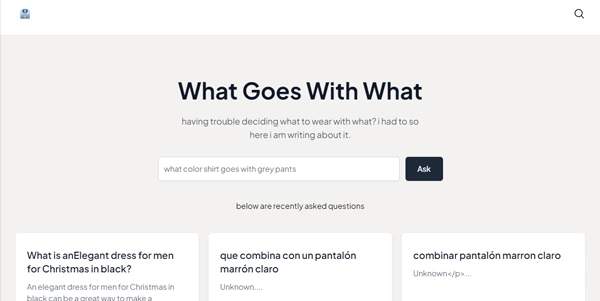 What Goes With What
having trouble deciding what to wear with what? i had to so
here i am writing about it.
what color shirt goes with grey pants
Ask
below are recently asked questions
What is anElegant dress for men
for Christmas in black?
An elegant dress for men for Christmas in
black can be a great way to make a
que combina con un pantalón
marrón claro
Unknown....
combinar pantalón marron claro
Unknown</p>...